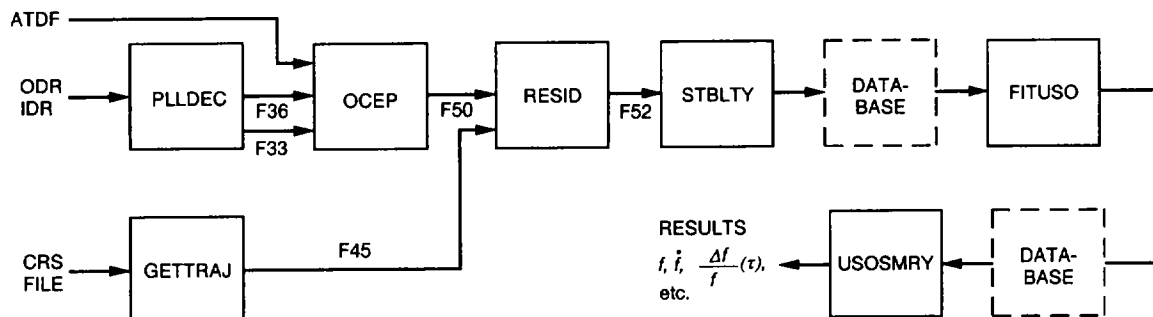 ATDF
ODR
IDR
PLLDEC
F36
F33
OCEP
F50
RESID
F52
STBLTY
DATA-
BASE
FITUSO
CRS
FILE
GETTRAJ
F45
RESULTS
f, ḟ, Δf/f (τ),
etc.
USOSMRY
DATA-
BASE